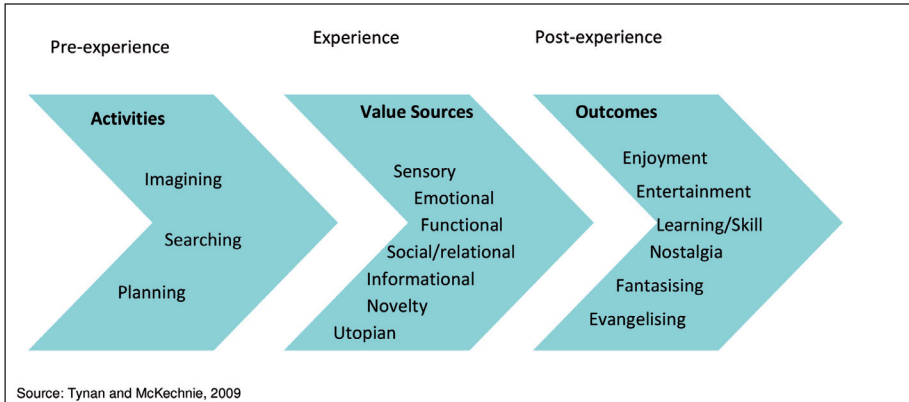 Pre-experience
Experience
Post-experience
Activities
Imagining
Searching
Planning
Value Sources
Sensory
Emotional
Functional
Social/relational
Informational
Novelty
Utopian
Outcomes
Enjoyment
Entertainment
Learning/Skill
Nostalgia
Fantasising
Evangelising
Source: Tynan and McKechnie, 2009